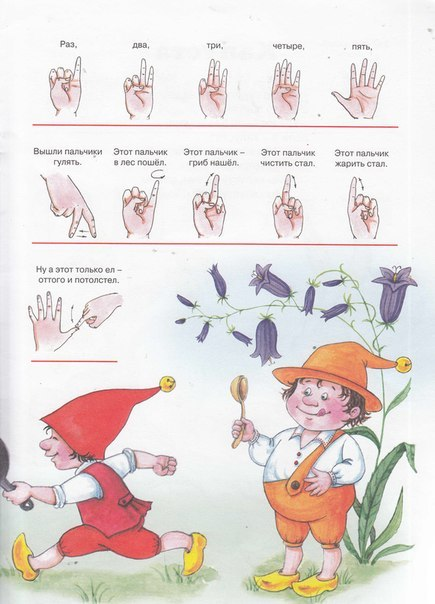 Раз,
два,
три,
четыре,
пять,
Вышли пальчики
гулять.
Этот пальчик
в лес пошёл.
Этот пальчик –
гриб нашёл.
Этот пальчик
чистить стал.
Этот пальчик
жарить стал.
Ну а этот только ел –
оттого и потолстел.